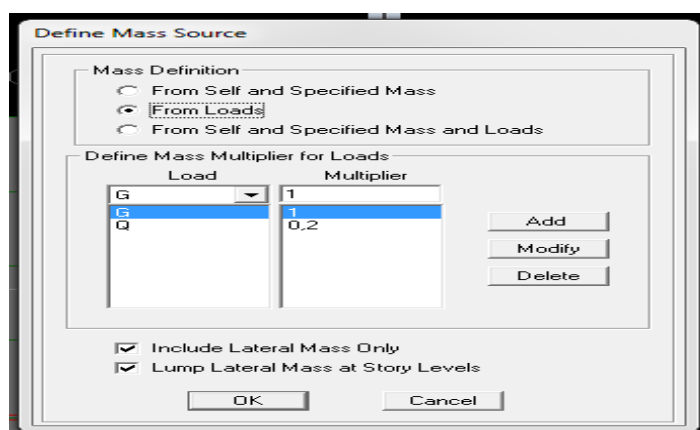 Define Mass Source
Mass Definition
From Self and Specified Mass
From Loads
From Self and Specified Mass and Loads
Define Mass Multiplier for Loads
Load Multiplier
G 1
G 1
Q 0,2
Add
Modify
Delete
Include Lateral Mass Only
Lump Lateral Mass at Story Levels
OK Cancel